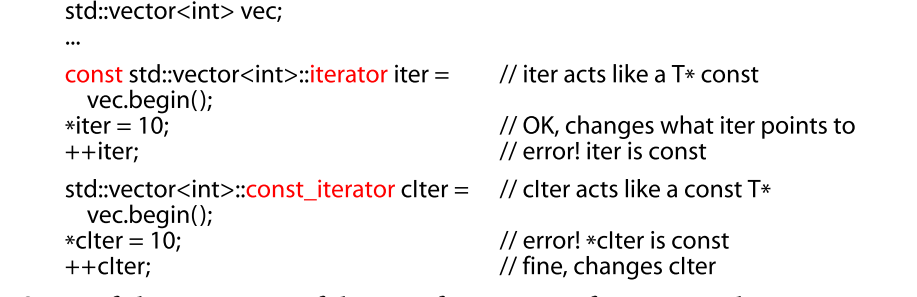 std::vector<int> vec;
...
const std::vector<int>::iterator iter = // iter acts like a T* const
vec.begin();
*iter = 10; // OK, changes what iter points to
++iter; // error! iter is const
std::vector<int>::const_iterator cIter = // cIter acts like a const T*
vec.begin();
*cIter = 10; // error! *cIter is const
++cIter; // fine, changes cIter